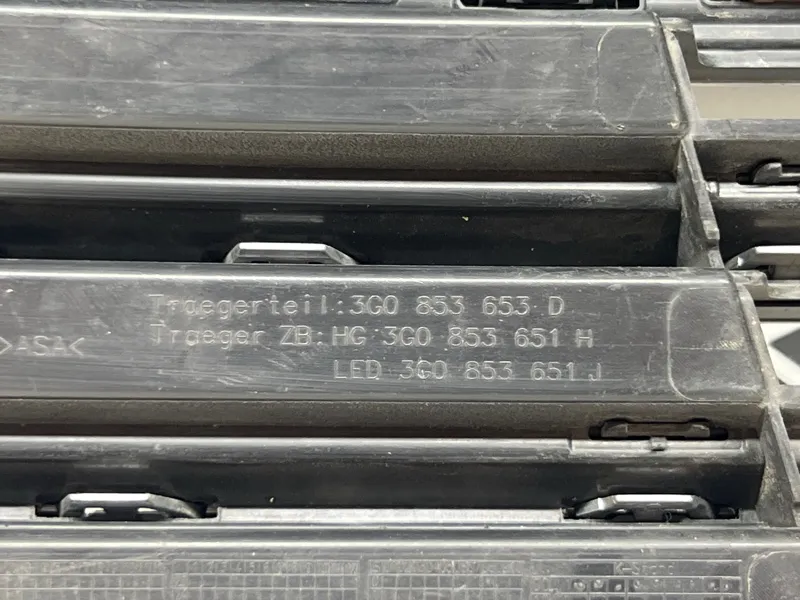 Traegerteil:3G0 853 653 D
Traeger ZB:HG 3G0 853 651 H
>ASA<
LED 3G0 853 651 J